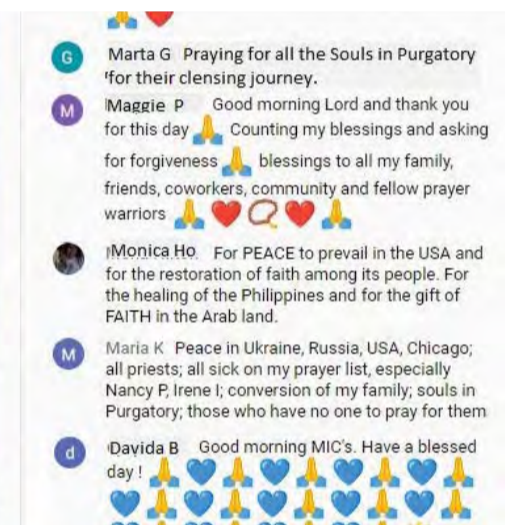 🙏 ❤️
G Marta G Praying for all the Souls in Purgatory
'for their clensing journey.
M Maggie P Good morning Lord and thank you
for this day 🙏 Counting my blessings and asking
for forgiveness 🙏 blessings to all my family,
friends, coworkers, community and fellow prayer
warriors 🙏 ❤️ 📿 ❤️ 🙏
Monica Ho For PEACE to prevail in the USA and
for the restoration of faith among its people. For
the healing of the Philippines and for the gift of
FAITH in the Arab land.
M Maria K Peace in Ukraine, Russia, USA, Chicago;
all priests; all sick on my prayer list, especially
Nancy P, Irene I; conversion of my family; souls in
Purgatory; those who have no one to pray for them
d Davida B Good morning MIC's. Have a blessed
day ! 🙏 💙 🙏 💙 🙏 💙 🙏 💙 🙏
💙 🙏 💙 🙏 💙 🙏 💙 🙏 💙 🙏